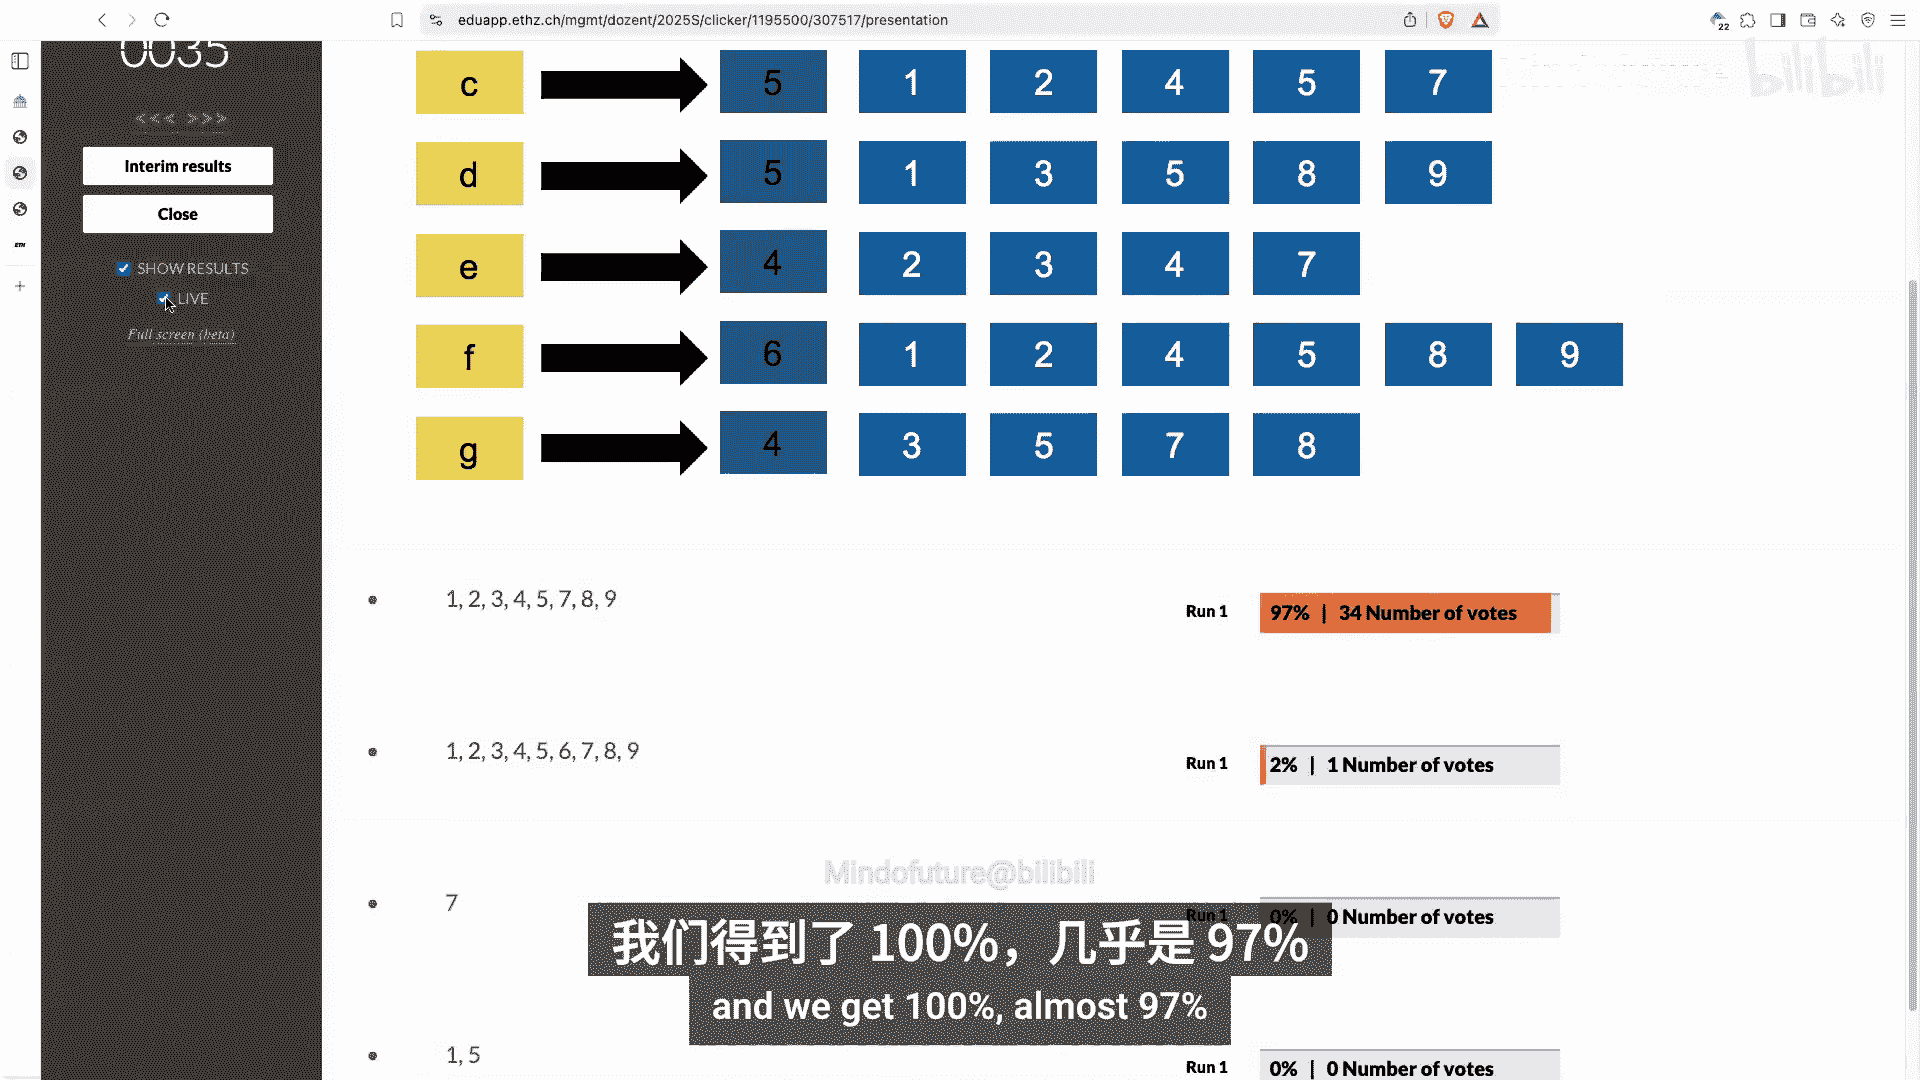 eduapp.ethz.ch/mgmt/dozent/2025S/clicker/1195500/307517/presentation
22
0035
<<< >>>
Interim results
Close
SHOW RESULTS
LIVE
Full screen (beta)
ETH
c 5 1 2 4 5 7
d 5 1 3 5 8 9
e 4 2 3 4 7
f 6 1 2 4 5 8 9
g 4 3 5 7 8
1, 2, 3, 4, 5, 7, 8, 9 Run 1 97% | 34 Number of votes
1, 2, 3, 4, 5, 6, 7, 8, 9 Run 1 2% | 1 Number of votes
7 Run 1 0% | 0 Number of votes
1, 5 Run 1 0% | 0 Number of votes
Mindofuture@bilibili
我们得到了 100%，几乎是 97%
and we get 100%, almost 97%
bilibili